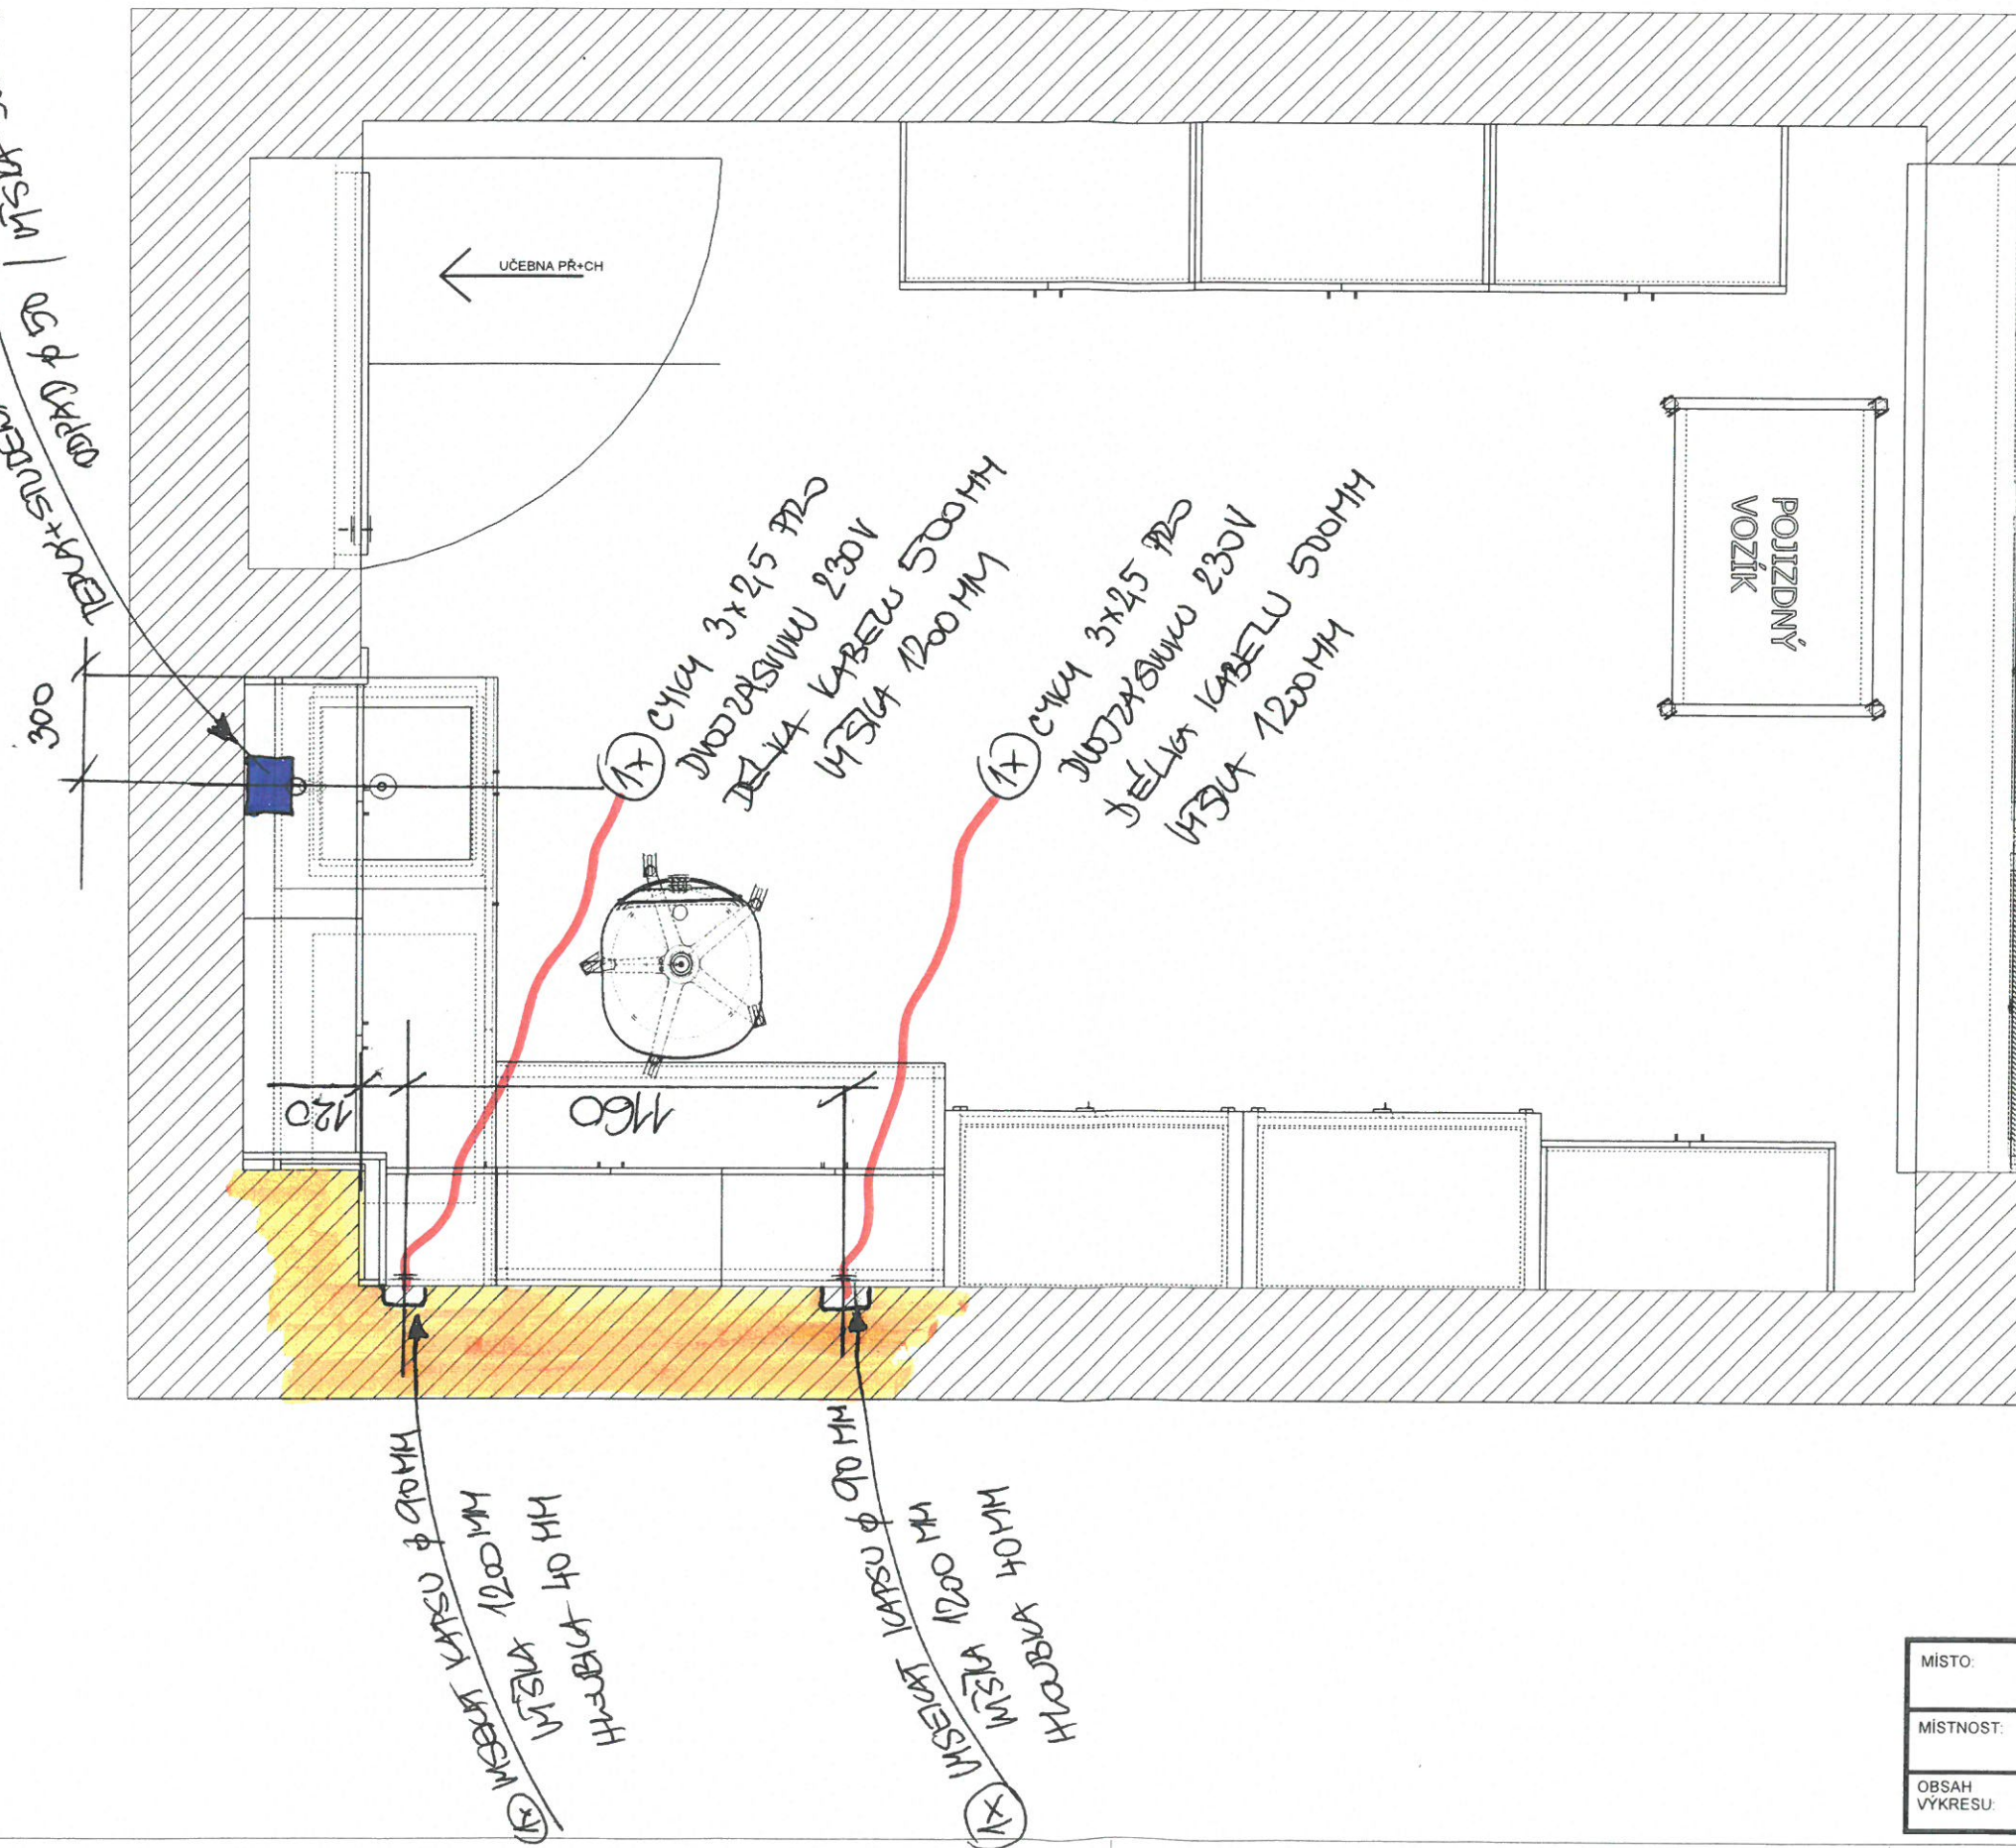 UČEBNA PŘ+CH
POJIZDNÝ
VOZÍK
ODPAD ϕ 50 | VÝŠKA
TEPLÁ+STUDENÁ
300
1x CYKY 3x2,5 PRO
DVOJZÁSUVKU 230V
DÉLKA KABELU 500MM
VÝŠKA 1200MM
1x CYKY 3x2,5 PRO
DVOJZÁSUVKU 230V
DÉLKA KABELU 500MM
VÝŠKA 1200MM
120
1160
1x VYSEKAT KAPSU ϕ 90MM
VÝŠKA 1200MM
HLOUBKA 40MM
1x VYSEKAT KAPSU ϕ 90MM
VÝŠKA 1200MM
HLOUBKA 40MM
MÍSTO:
MÍSTNOST:
OBSAH
VÝKRESU: